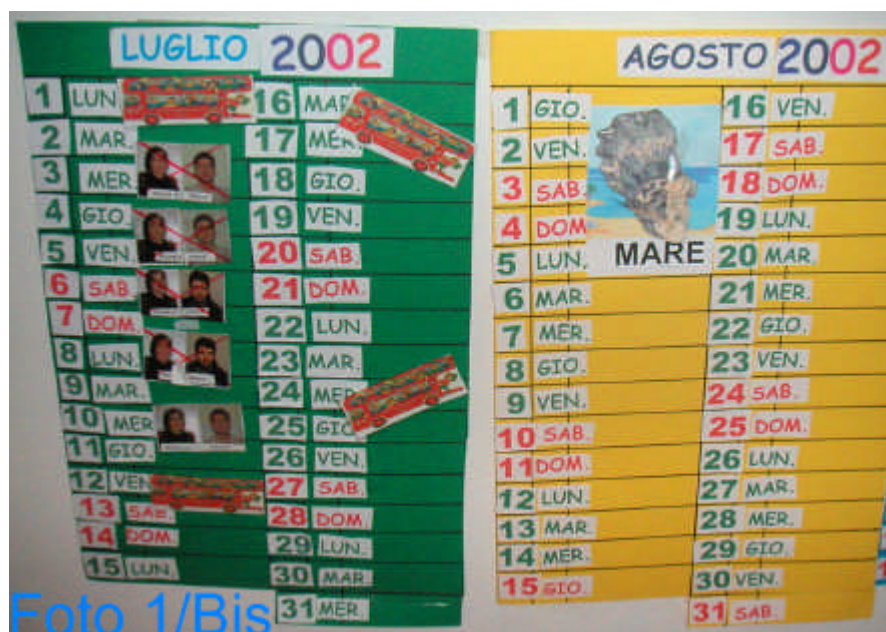 LUGLIO 2002
1 LUN.
2 MAR.
3 MER.
4 GIO.
5 VEN.
6 SAB.
7 DOM.
8 LUN.
9 MAR.
10 MER
11 GIO.
12 VEN
13 SAB.
14 DOM.
15 LUN.
16 MAR
17 MER.
18 GIO.
19 VEN.
20 SAB.
21 DOM.
22 LUN.
23 MAR.
24 MER
25 GIO
26 VEN.
27 SAB.
28 DOM.
29 LUN.
30 MAR.
31 MER.
AGOSTO 2002
1 GIO.
2 VEN.
3 SAB.
4 DOM
5 LUN.
6 MAR.
7 MER.
8 GIO.
9 VEN.
10 SAB.
11 DOM.
12 LUN.
13 MAR.
14 MER.
15 GIO.
MARE
16 VEN.
17 SAB.
18 DOM.
19 LUN.
20 MAR.
21 MER.
22 GIO.
23 VEN.
24 SAB.
25 DOM.
26 LUN.
27 MAR.
28 MER.
29 GIO.
30 VEN.
31 SAB.
Foto 1/Bis